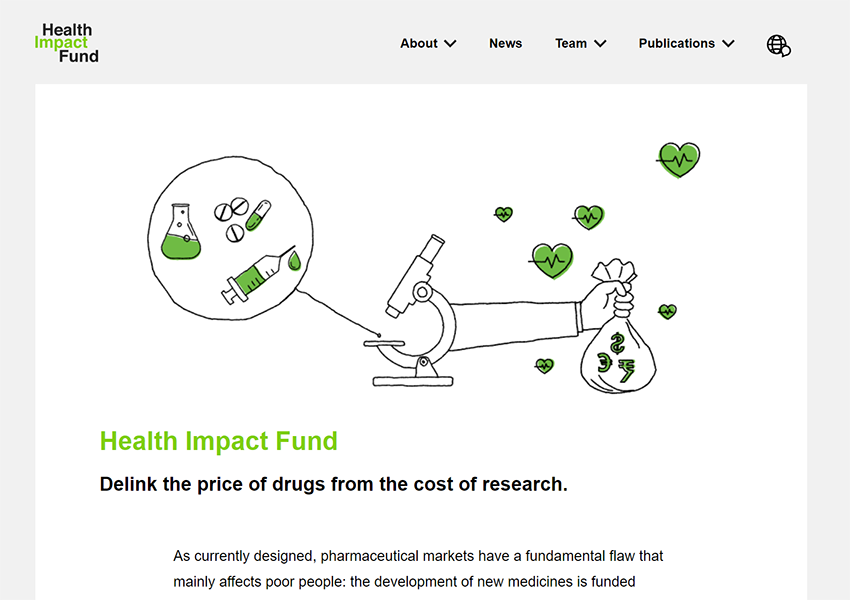 Health
Impact
Fund
About
News
Team
Publications
Health Impact Fund
Delink the price of drugs from the cost of research.
As currently designed, pharmaceutical markets have a fundamental flaw that
mainly affects poor people: the development of new medicines is funded